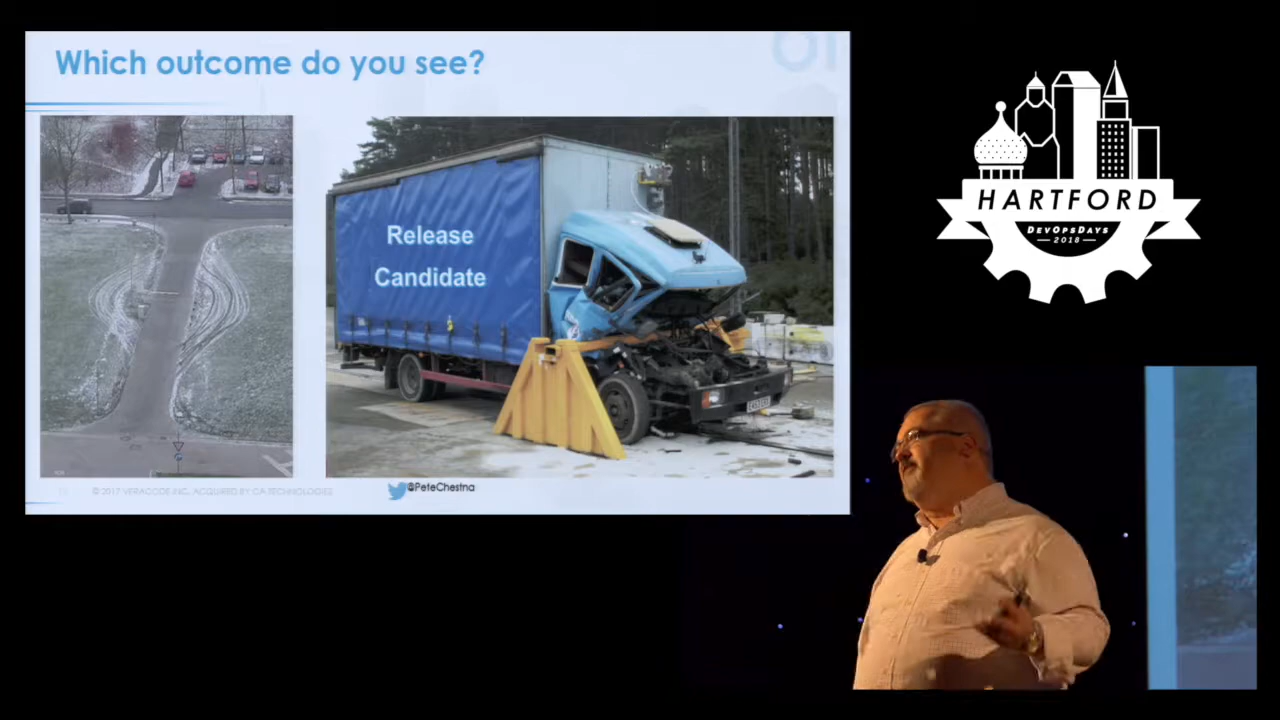 Which outcome do you see?
Release
Candidate
© 2017 VERACODE INC. ACQUIRED BY CA TECHNOLOGIES
@PeteChestna
HARTFORD
DEVOPSDAYS
2018